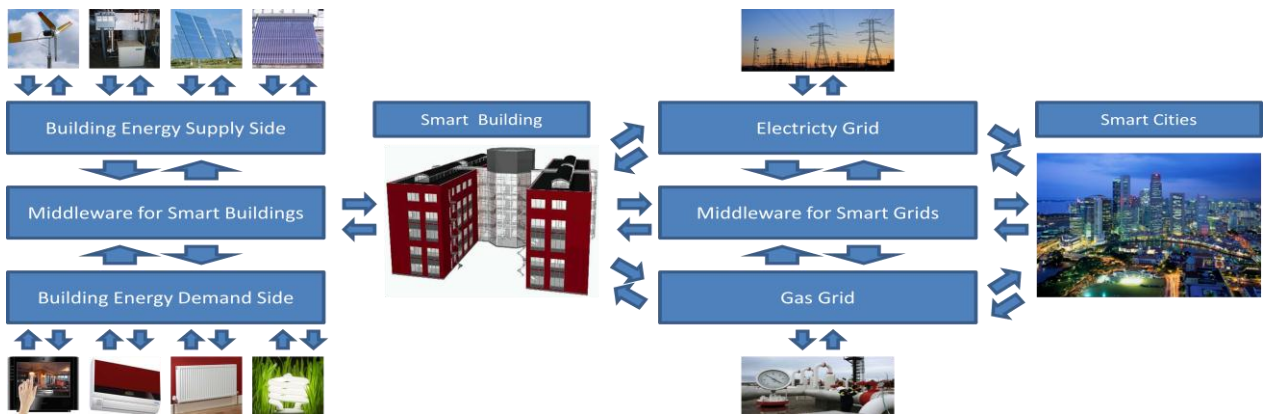 Building Energy Supply Side
Smart Building
Electricty Grid
Smart Cities
Middleware for Smart Buildings
Middleware for Smart Grids
Building Energy Demand Side
Gas Grid